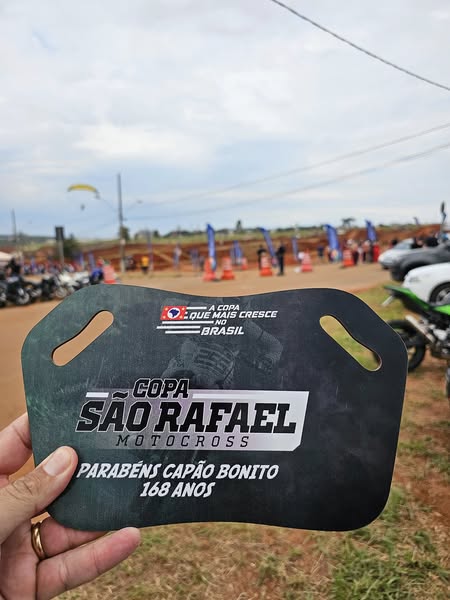 A COPA
QUE MAIS CRESCE
NO
BRASIL
COPA
SÃO RAFAEL
MOTOCROSS
PARABÉNS CAPÃO BONITO
168 ANOS